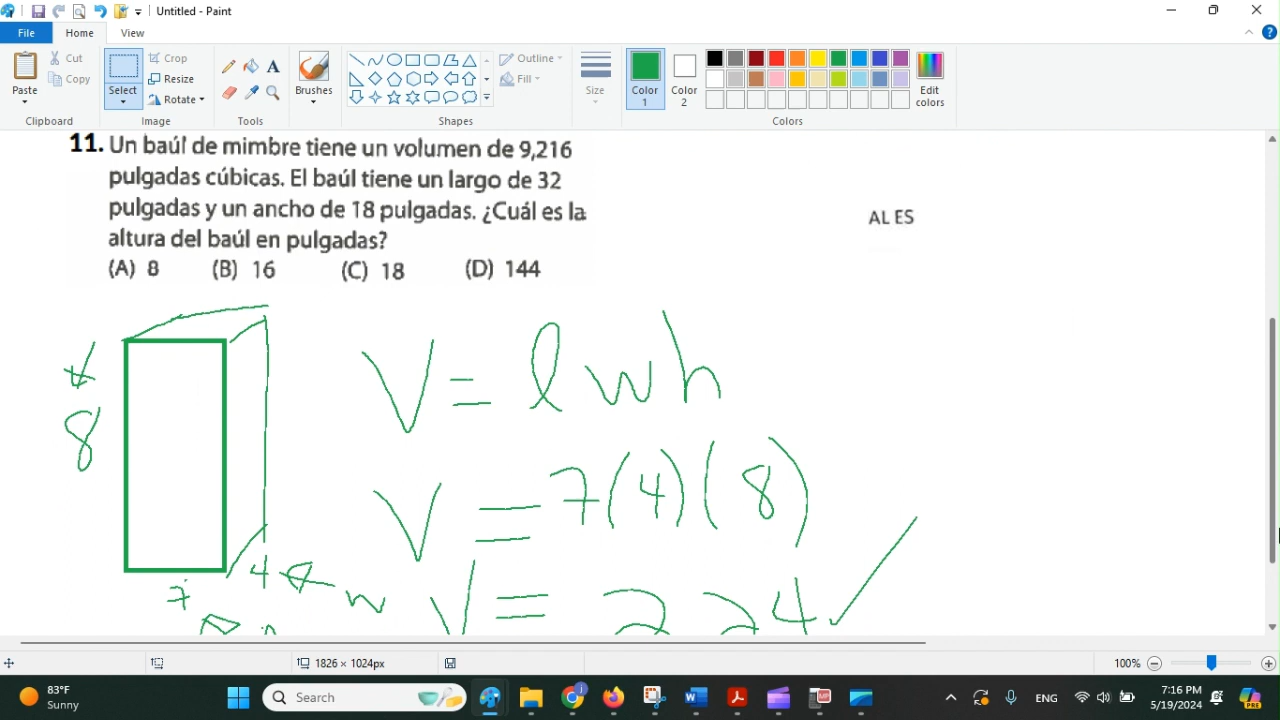 Untitled - Paint
File
Home
View
Paste
Cut
Copy
Clipboard
Select
Crop
Resize
Rotate
Image
Tools
Brushes
Shapes
Outline
Fill
Size
Color 1
Color 2
Edit colors
Colors
11. Un baúl de mimbre tiene un volumen de 9,216
pulgadas cúbicas. El baúl tiene un largo de 32
pulgadas y un ancho de 18 pulgadas. ¿Cuál es la
altura del baúl en pulgadas?
(A) 8 (B) 16 (C) 18 (D) 144
AL ES
V = l w h
8
V = 7(4)(8)
4
7
w
V = 224
1826 × 1024px
100%
83°F
Sunny
Search
ENG
7:16 PM
5/19/2024
PRE